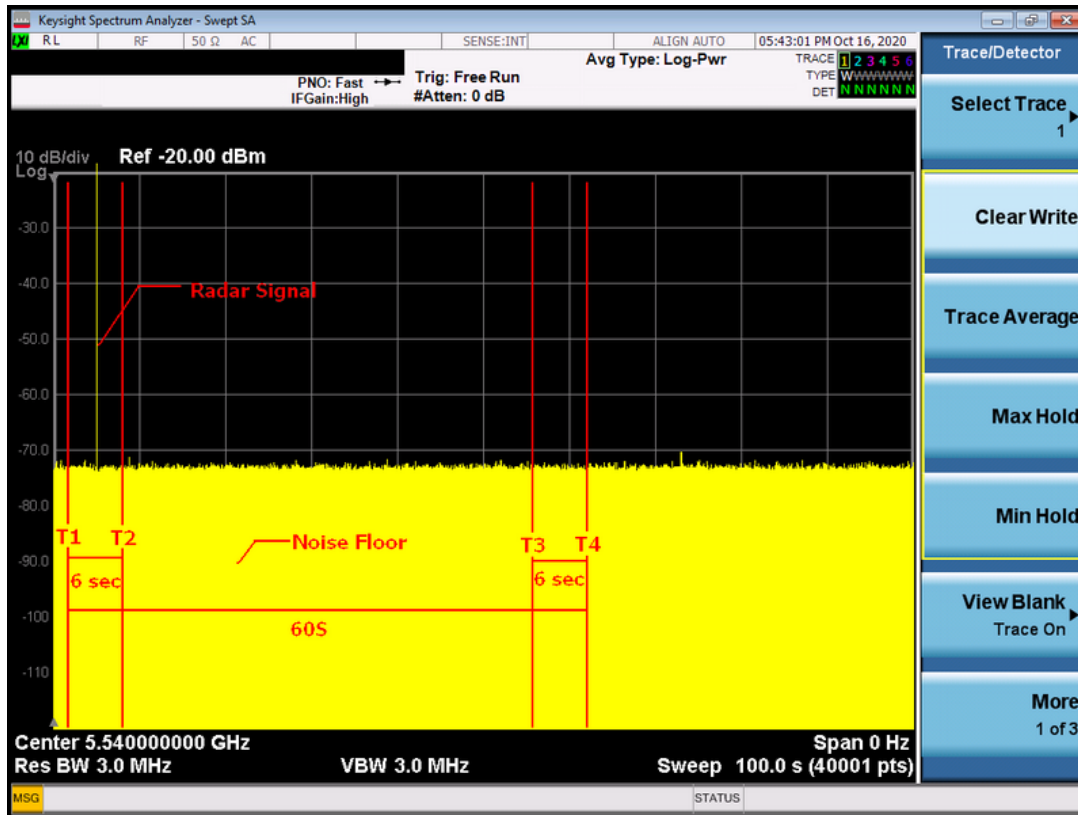 Keysight Spectrum Analyzer - Swept SA
LXI RL RF 50 Ω AC SENSE:INT ALIGN AUTO 05:43:01 PM Oct 16, 2020
Trace/Detector
PNO: Fast
IFGain:High
Trig: Free Run
#Atten: 0 dB
Avg Type: Log-Pwr
TRACE 1 2 3 4 5 6
TYPE WWWWWW
DET N N N N N N
Select Trace
1
10 dB/div Ref -20.00 dBm
Log
Clear Write
-30.0
-40.0
Radar Signal
Trace Average
-50.0
-60.0
Max Hold
-70.0
-80.0
Min Hold
T1 T2 Noise Floor T3 T4
-90.0
6 sec 6 sec
View Blank
Trace On
-100
60S
-110
More
1 of 3
Center 5.540000000 GHz Span 0 Hz
Res BW 3.0 MHz VBW 3.0 MHz Sweep 100.0 s (40001 pts)
MSG STATUS